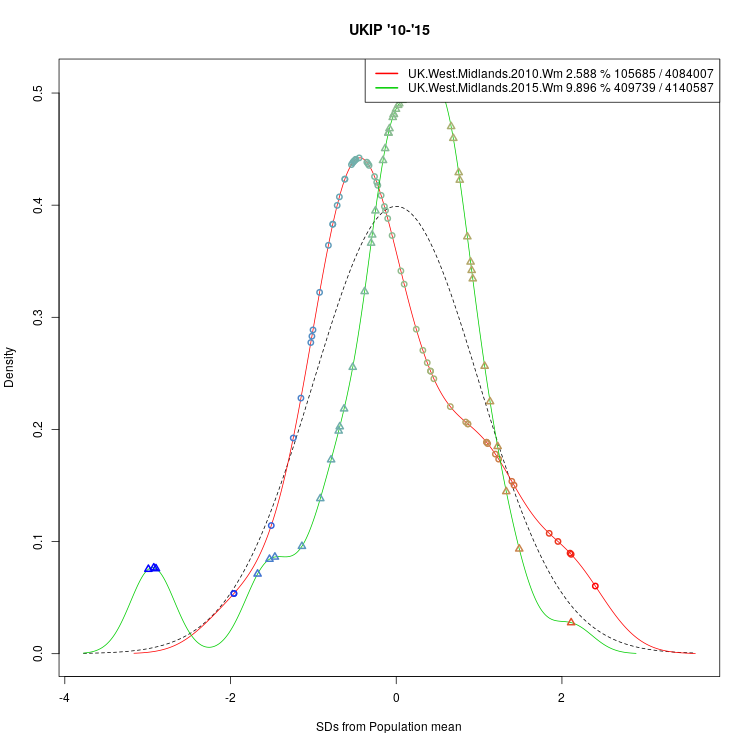 UKIP '10-'15
UK.West.Midlands.2010.Wm 2.588 % 105685 / 4084007
UK.West.Midlands.2015.Wm 9.896 % 409739 / 4140587
Density
0.5
0.4
0.3
0.2
0.1
0.0
-4 -2 0 2
SDs from Population mean